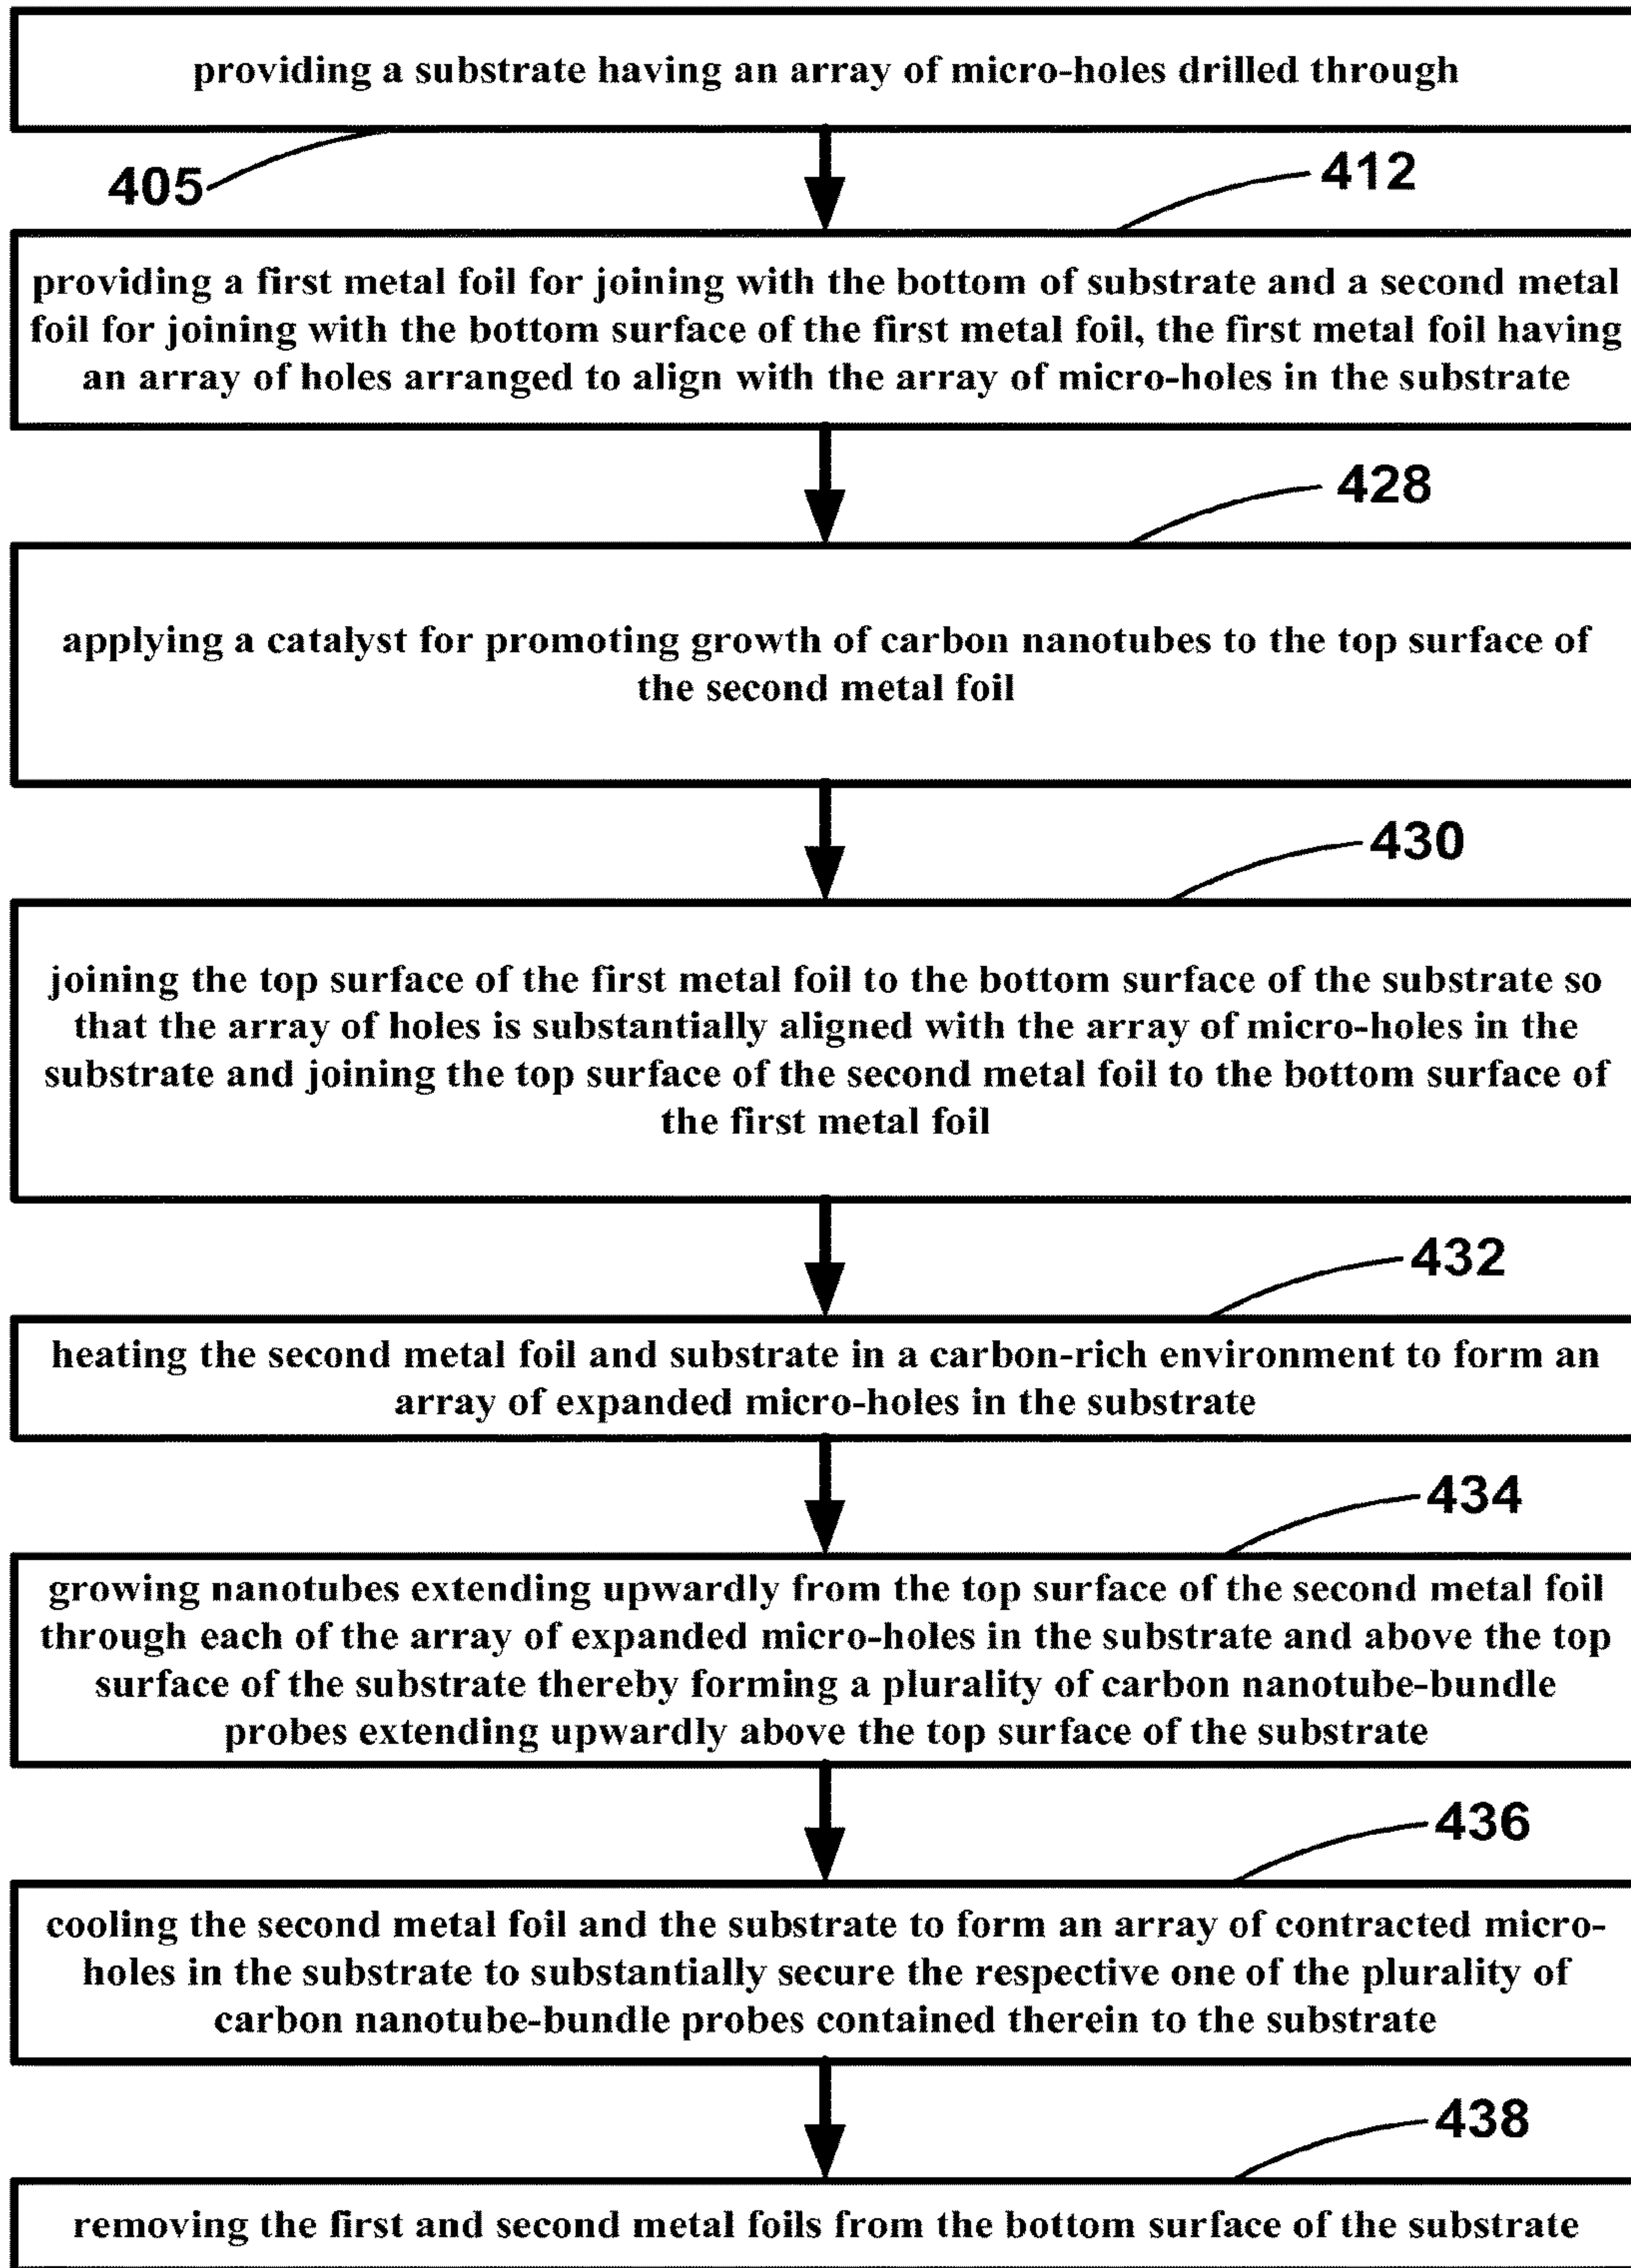 providing a substrate having an array of micro-holes drilled through
405
412
providing a first metal foil for joining with the bottom of substrate and a second metal
foil for joining with the bottom surface of the first metal foil, the first metal foil having
an array of holes arranged to align with the array of micro-holes in the substrate
428
applying a catalyst for promoting growth of carbon nanotubes to the top surface of
the second metal foil
430
joining the top surface of the first metal foil to the bottom surface of the substrate so
that the array of holes is substantially aligned with the array of micro-holes in the
substrate and joining the top surface of the second metal foil to the bottom surface of
the first metal foil
432
heating the second metal foil and substrate in a carbon-rich environment to form an
array of expanded micro-holes in the substrate
434
growing nanotubes extending upwardly from the top surface of the second metal foil
through each of the array of expanded micro-holes in the substrate and above the top
surface of the substrate thereby forming a plurality of carbon nanotube-bundle
probes extending upwardly above the top surface of the substrate
436
cooling the second metal foil and the substrate to form an array of contracted micro-
holes in the substrate to substantially secure the respective one of the plurality of
carbon nanotube-bundle probes contained therein to the substrate
438
removing the first and second metal foils from the bottom surface of the substrate